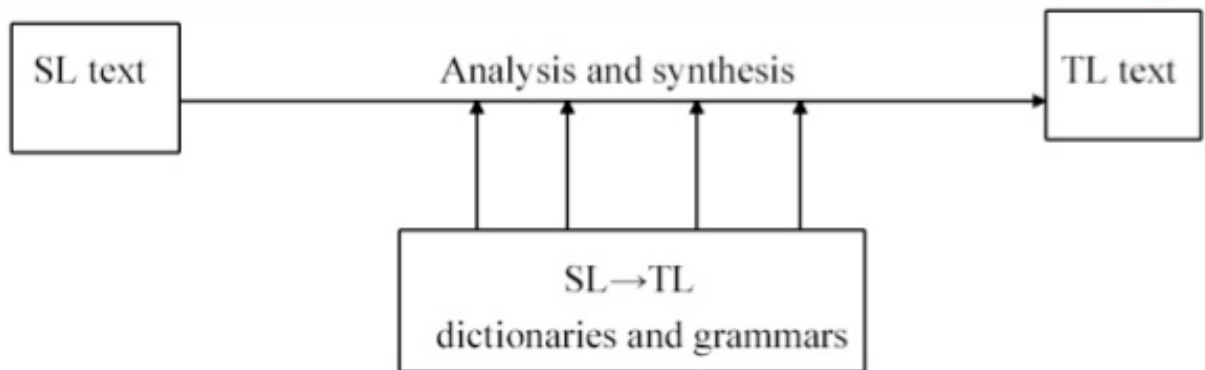 SL text
Analysis and synthesis
TL text
SL→TL
dictionaries and grammars